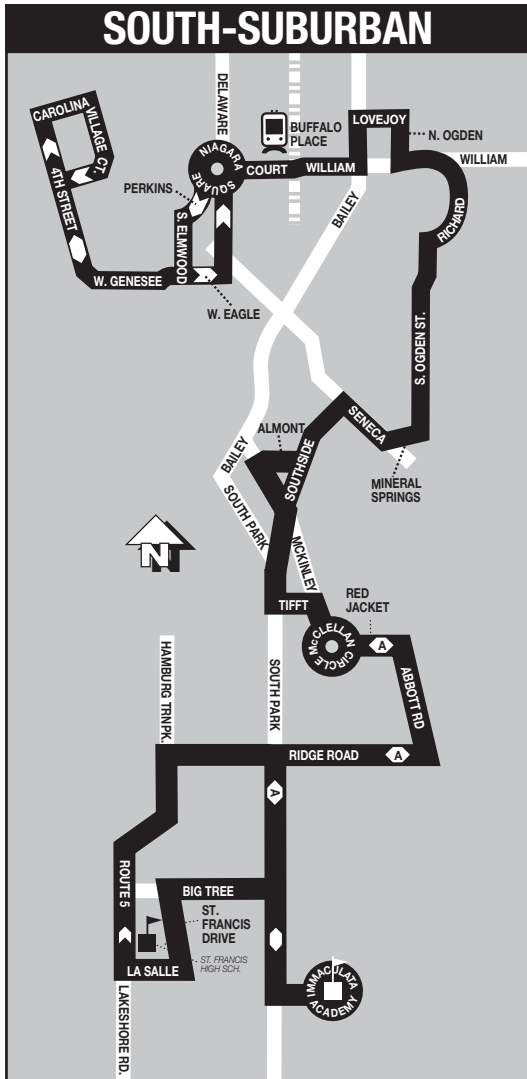 SOUTH-SUBURBAN
CAROLINA
VILLAGE CT.
4TH STREET
W. GENESEE
PERKINS
S. ELMWOOD
W. EAGLE
DELAWARE
NIAGARA
SQUARE
COURT
BUFFALO
PLACE
WILLIAM
LOVEJOY
N. OGDEN
WILLIAM
BAILEY
RICHARD
S. OGDEN ST.
SENECA
MINERAL
SPRINGS
ALMONT
SOUTHSIDE
BAILEY
SOUTH PARK
MCKINLEY
N
TIFFT
RED
JACKET
McCLELLAN
CIRCLE
A
ABBOTT RD
HAMBURG TRNPK.
SOUTH PARK
RIDGE ROAD
A
A
ROUTE 5
BIG TREE
ST.
FRANCIS
DRIVE
ST. FRANCIS
HIGH SCH.
LA SALLE
LAKESHORE RD.
IMMACULATA
ACADEMY